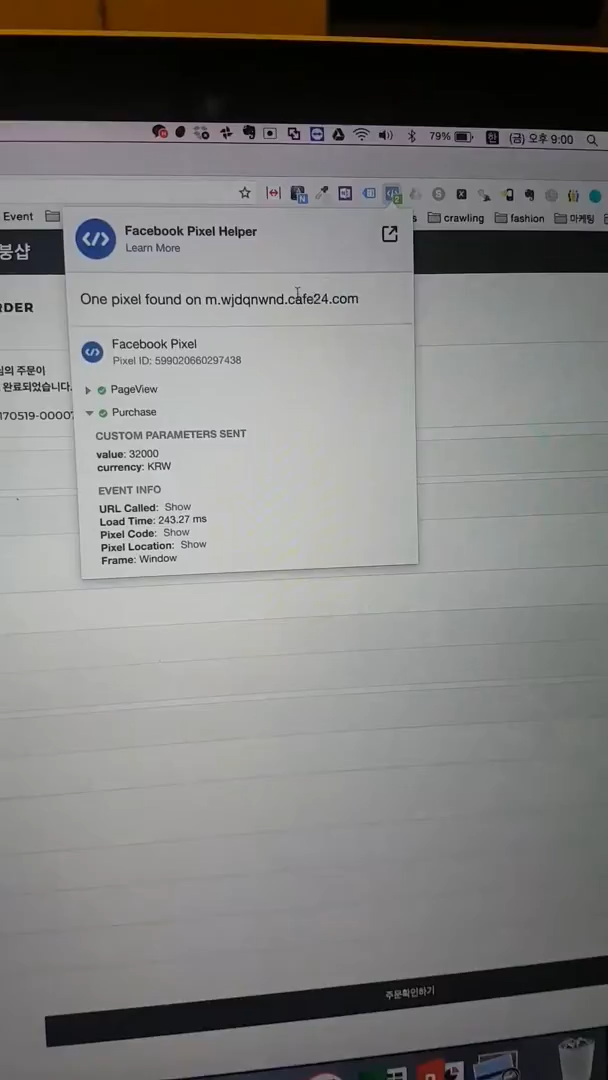 79%
(금) 오후 9:00
Event
crawling
fashion
마케팅
붕샵
Facebook Pixel Helper
Learn More
RDER
One pixel found on m.wjdqnwnd.cafe24.com
님의 주문이
완료되었습니다.
170519-00007
Facebook Pixel
Pixel ID: 599020660297438
PageView
Purchase
CUSTOM PARAMETERS SENT
value: 32000
currency: KRW
EVENT INFO
URL Called: Show
Load Time: 243.27 ms
Pixel Code: Show
Pixel Location: Show
Frame: Window
주문확인하기